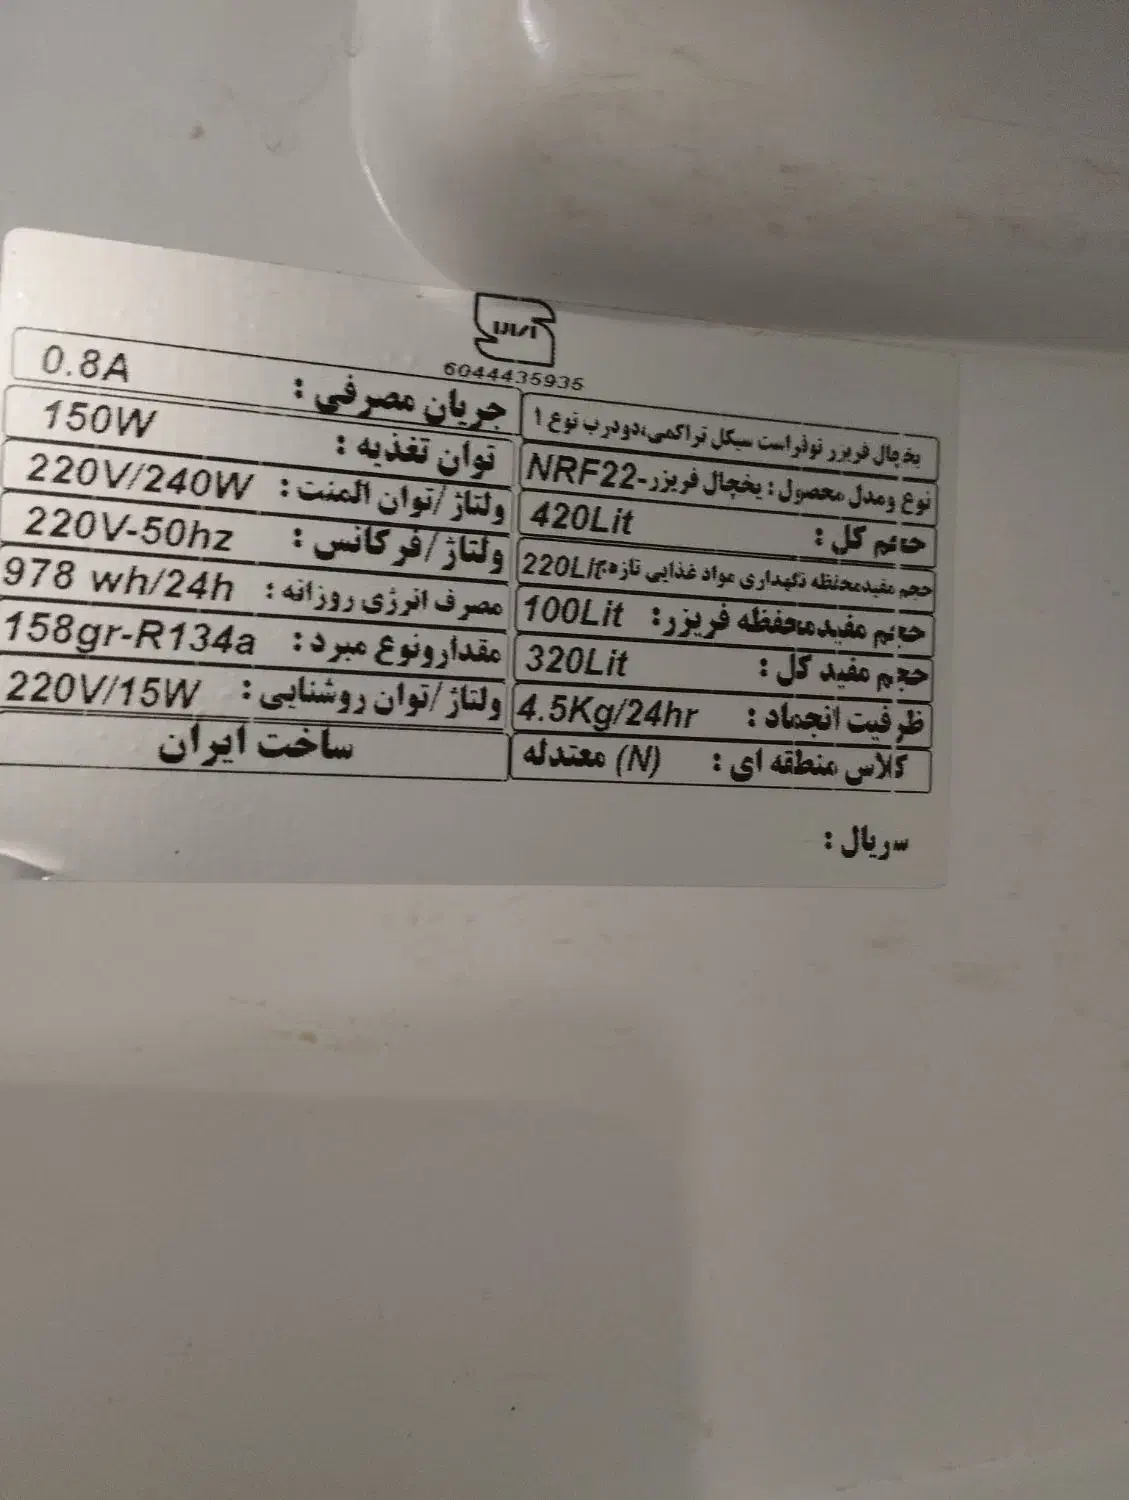 6044435935
یخچال فریزر نوفراست سیکل تراکمی،دودرب نوع ۱
نوع ومدل محصول : یخچال فریزر-NRF22
حجم کل : 420Lit
حجم مفیدمحفظه نگهداری مواد غذایی تازه: 220Lit
حجم مفیدمحفظه فریزر: 100Lit
حجم مفید کل : 320Lit
ظرفیت انجماد : 4.5Kg/24hr
کلاس منطقه ای : (N) معتدله
جریان مصرفی : 0.8A
توان تغذیه : 150W
ولتاژ /توان المنت : 220V/240W
ولتاژ/فرکانس : 220V-50hz
مصرف انرژی روزانه : 978 wh/24h
مقدارونوع مبرد : 158gr-R134a
ولتاژ /توان روشنایی : 220V/15W
ساخت ایران
سریال :